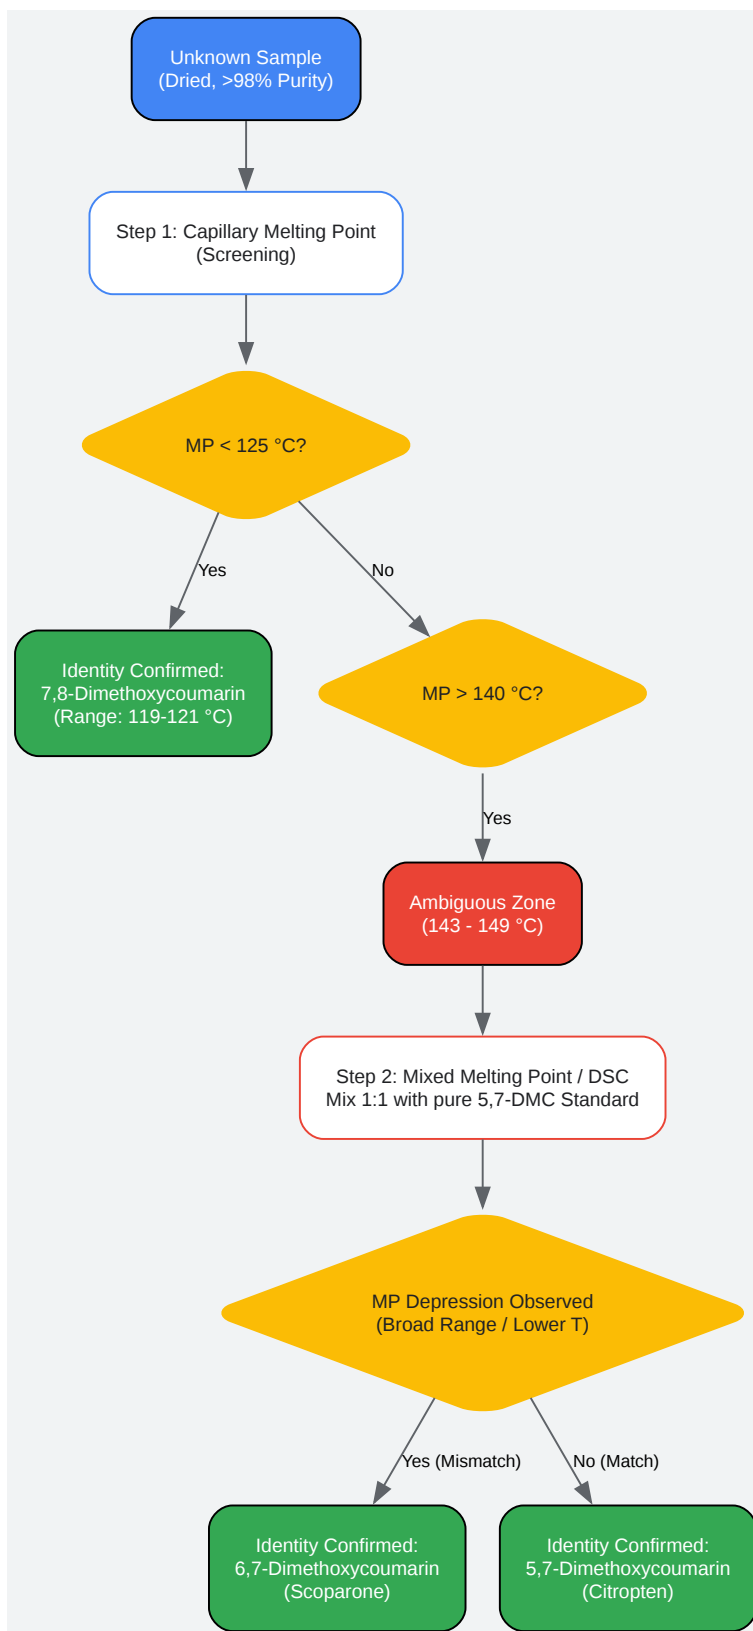 Unknown Sample
(Dried, >98% Purity)
Step 1: Capillary Melting Point
(Screening)
MP < 125 °C?
Yes
No
Identity Confirmed:
7,8-Dimethoxycoumarin
(Range: 119-121 °C)
MP > 140 °C?
Yes
Ambiguous Zone
(143 - 149 °C)
Step 2: Mixed Melting Point / DSC
Mix 1:1 with pure 5,7-DMC Standard
MP Depression Observed
(Broad Range / Lower T)
Yes (Mismatch)
No (Match)
Identity Confirmed:
6,7-Dimethoxycoumarin
(Scoparone)
Identity Confirmed:
5,7-Dimethoxycoumarin
(Citropten)